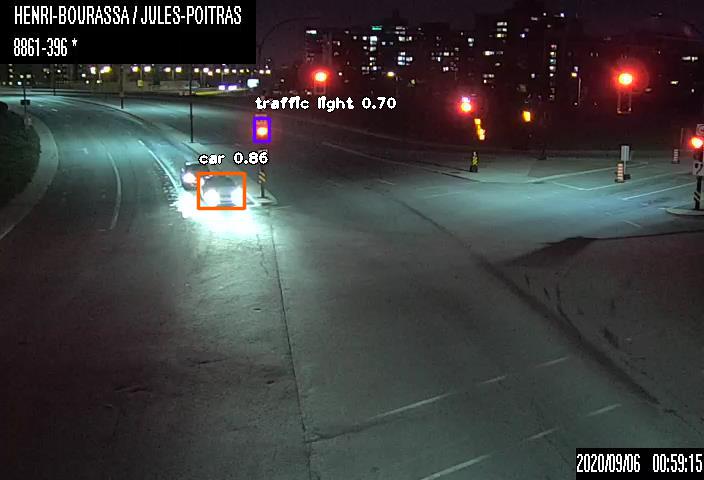 HENRI-BOURASSA / JULES-POITRAS
8861-396 *
traffic light 0.70
car 0.86
2020/09/06 00:59:15